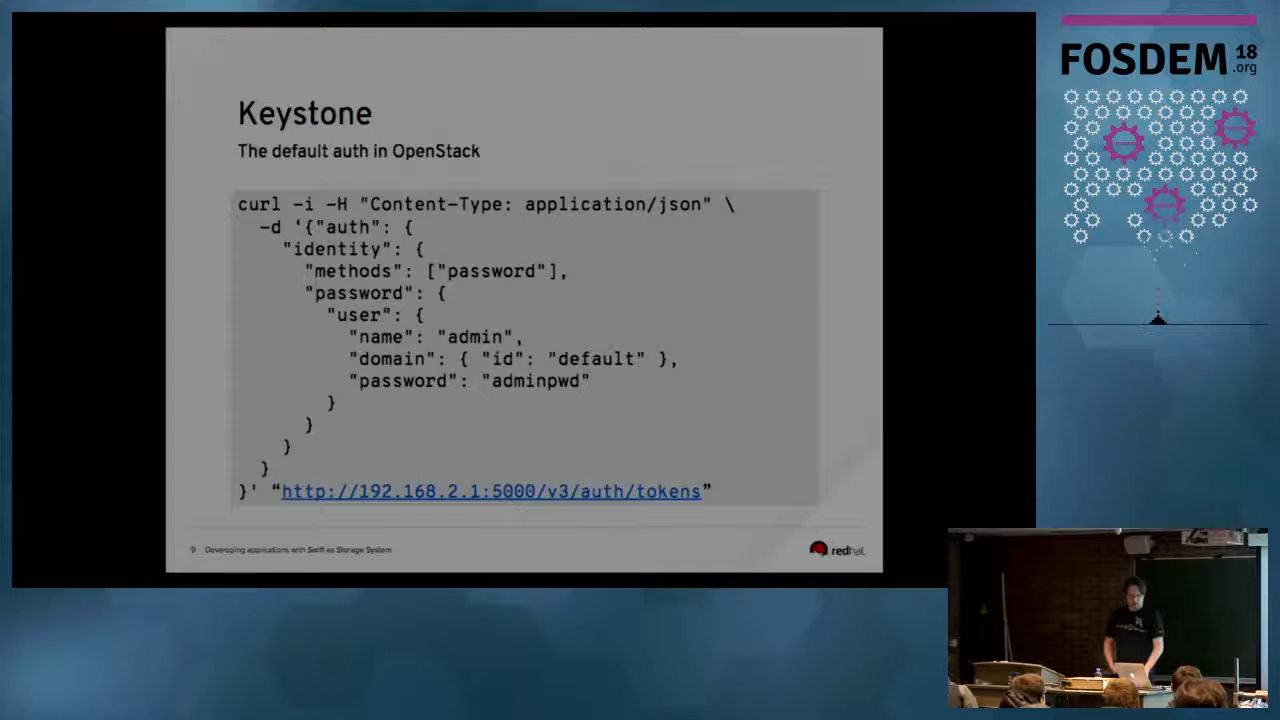 Keystone
The default auth in OpenStack
curl -i -H "Content-Type: application/json" \
-d ‘{"auth": {
"identity": {
"methods": ["password"],
"password": {
"user": {
"name": "admin",
"domain": { "id": "default" },
"password": "adminpwd"
}
}
}
}
}' “http://192.168.2.1:5000/v3/auth/tokens”
9 Deveroping applications with Swift as Storage System
redhat.
FOSDEM 18
.org